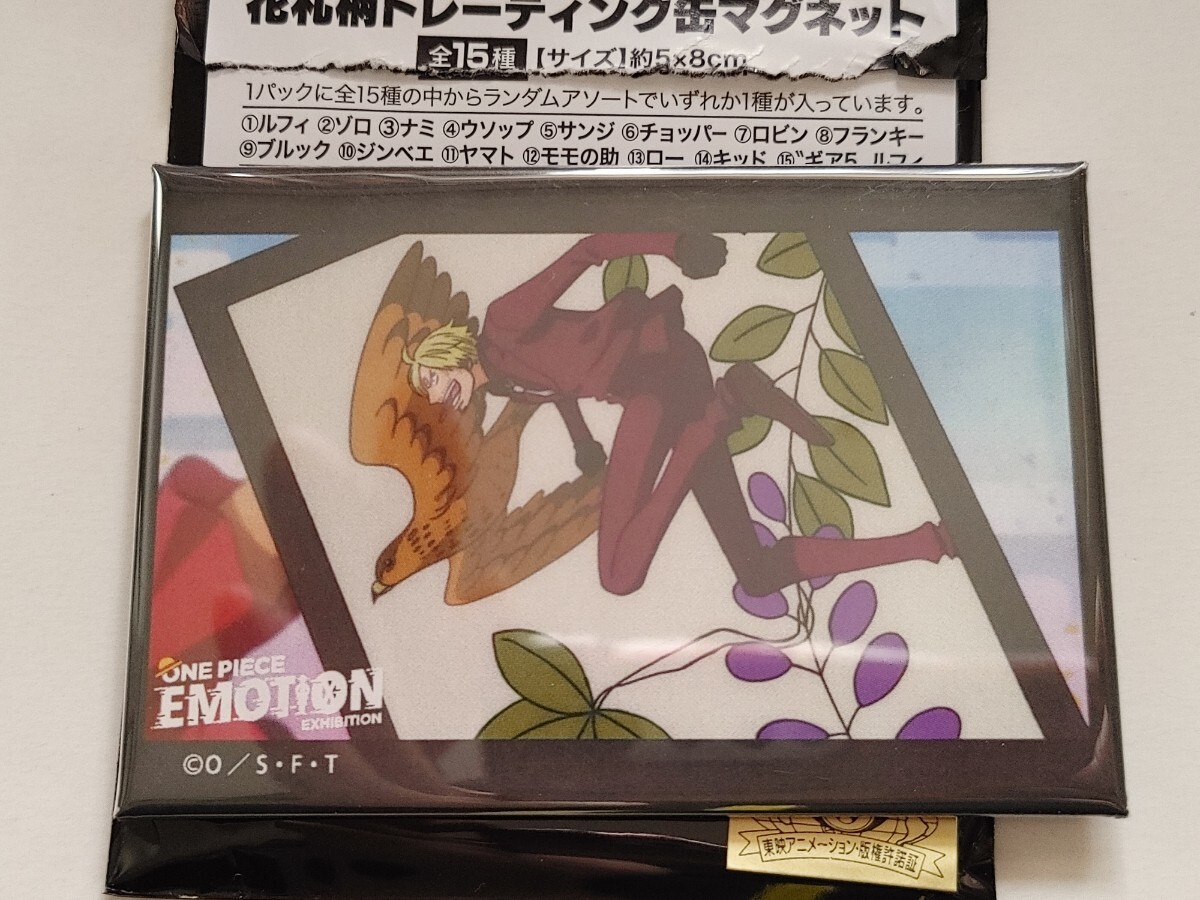 花札柄トレーディング缶マグネット
全15種 【サイズ】約5×8cm
1パックに全15種の中からランダムアソートでいずれか1種が入っています。
①ルフィ ②ゾロ ③ナミ ④ウソップ ⑤サンジ ⑥チョッパー ⑦ロビン ⑧フランキー
⑨ブルック ⑩ジンベエ ⑪ヤマト ⑫モモの助 ⑬ロー ⑭キッド ⑮"ギア5 ルフィ
ONE PIECE
EMOTION
EXHIBITION
©O／S・F・T
東映アニメーション・版権許諾証